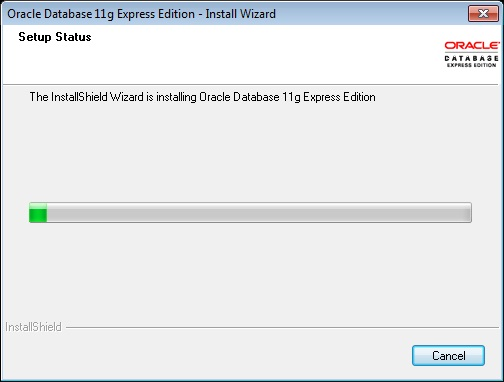 Oracle Database 11g Express Edition - Install Wizard
Setup Status
ORACLE
DATABASE
EXPRESS EDITION
The InstallShield Wizard is installing Oracle Database 11g Express Edition
InstallShield
Cancel